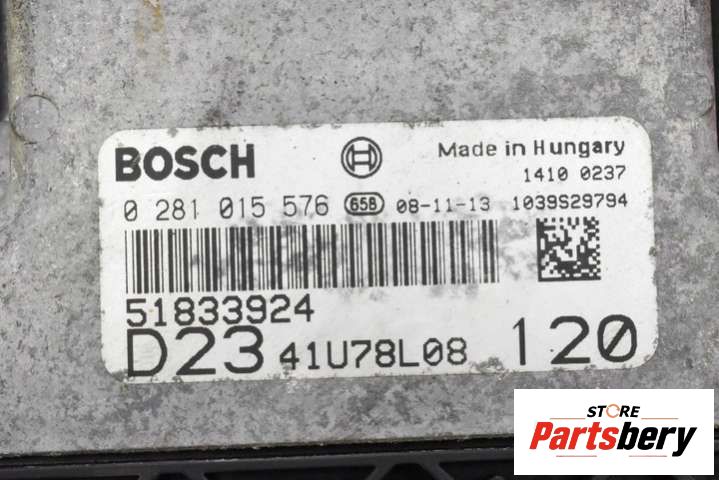 BOSCH Made in Hungary
1410 0237
0 281 015 576 658 08-11-13 1039S29794
51833924
D23 41U78L08 120
STORE
Partsbery